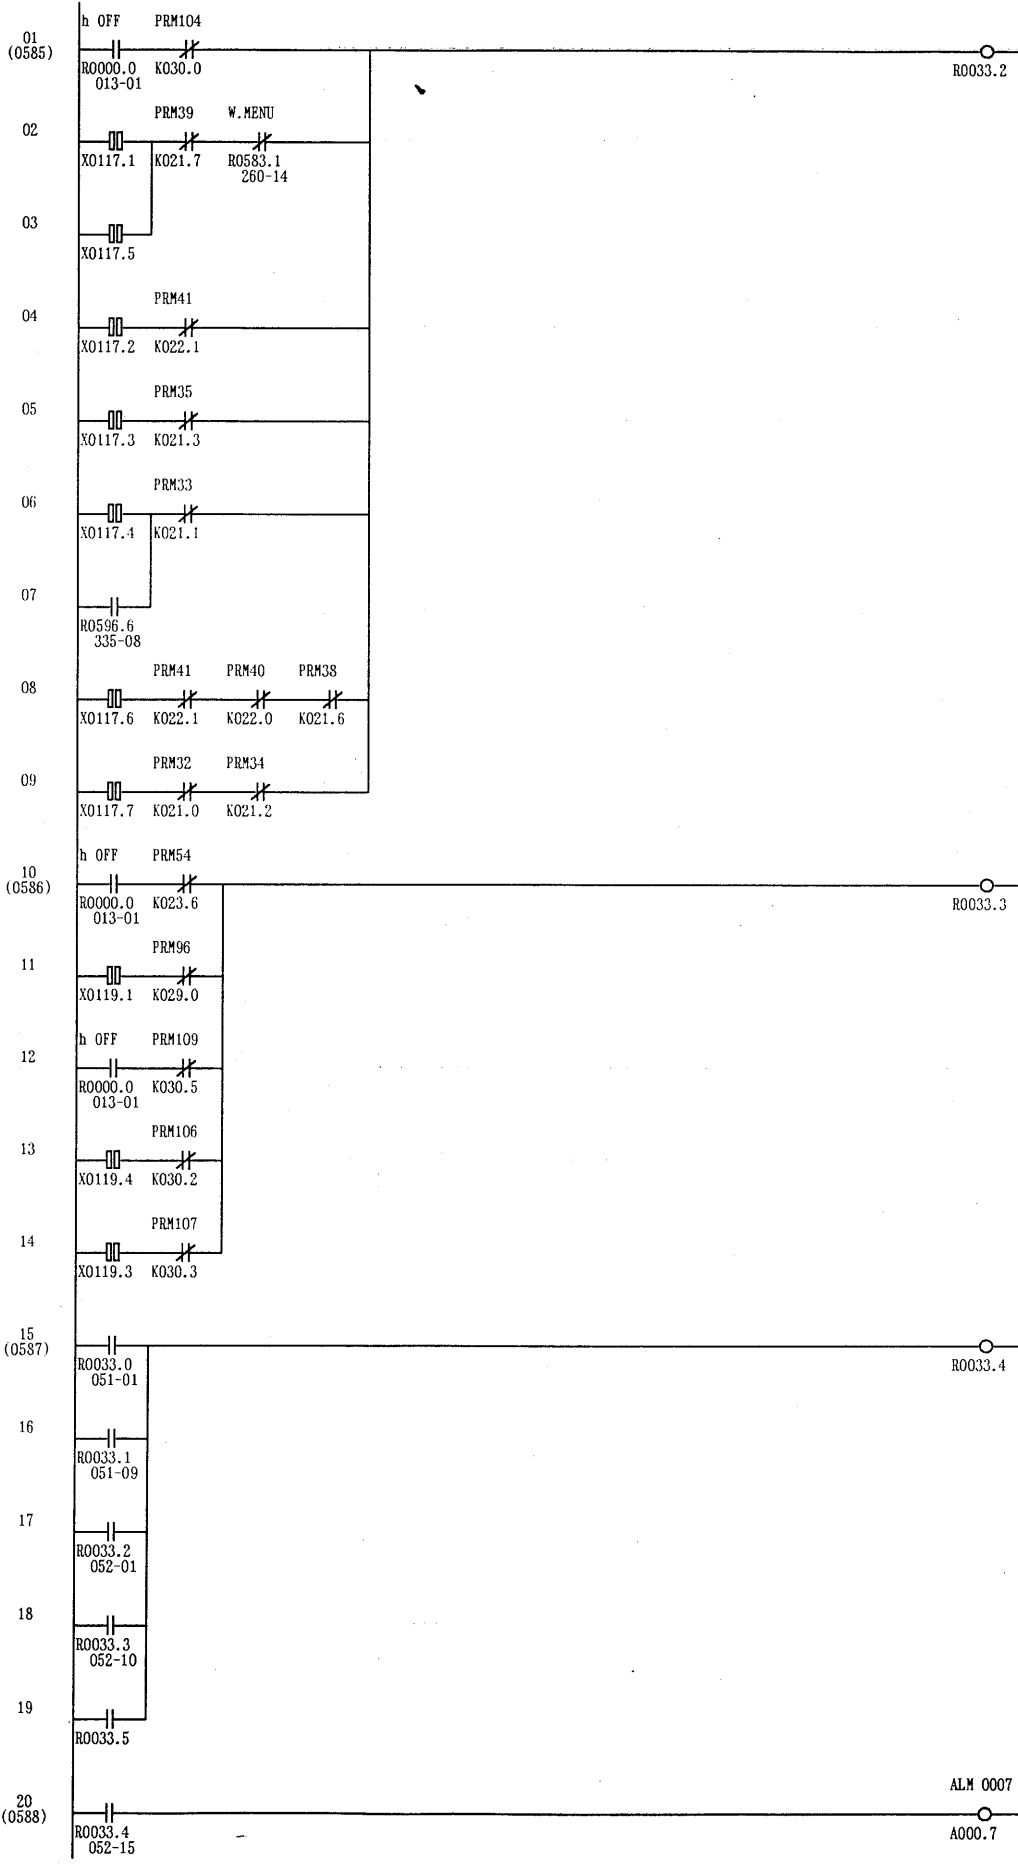 h OFF PRM104
01
(0585)
R0000.0 K030.0 R0033.2
013-01
PRM39 W.MENU
02
X0117.1 K021.7 R0583.1
260-14
03
X0117.5
PRM41
04
X0117.2 K022.1
PRM35
05
X0117.3 K021.3
PRM33
06
X0117.4 K021.1
07
R0596.6
335-08
PRM41 PRM40 PRM38
08
X0117.6 K022.1 K022.0 K021.6
PRM32 PRM34
09
X0117.7 K021.0 K021.2
h OFF PRM54
10
(0586)
R0000.0 K023.6 R0033.3
013-01
PRM96
11
X0119.1 K029.0
h OFF PRM109
12
R0000.0 K030.5
013-01
PRM106
13
X0119.4 K030.2
PRM107
14
X0119.3 K030.3
15
(0587)
R0033.0 R0033.4
051-01
16
R0033.1
051-09
17
R0033.2
052-01
18
R0033.3
052-10
19
R0033.5
ALM 0007
20
(0588)
R0033.4 A000.7
052-15